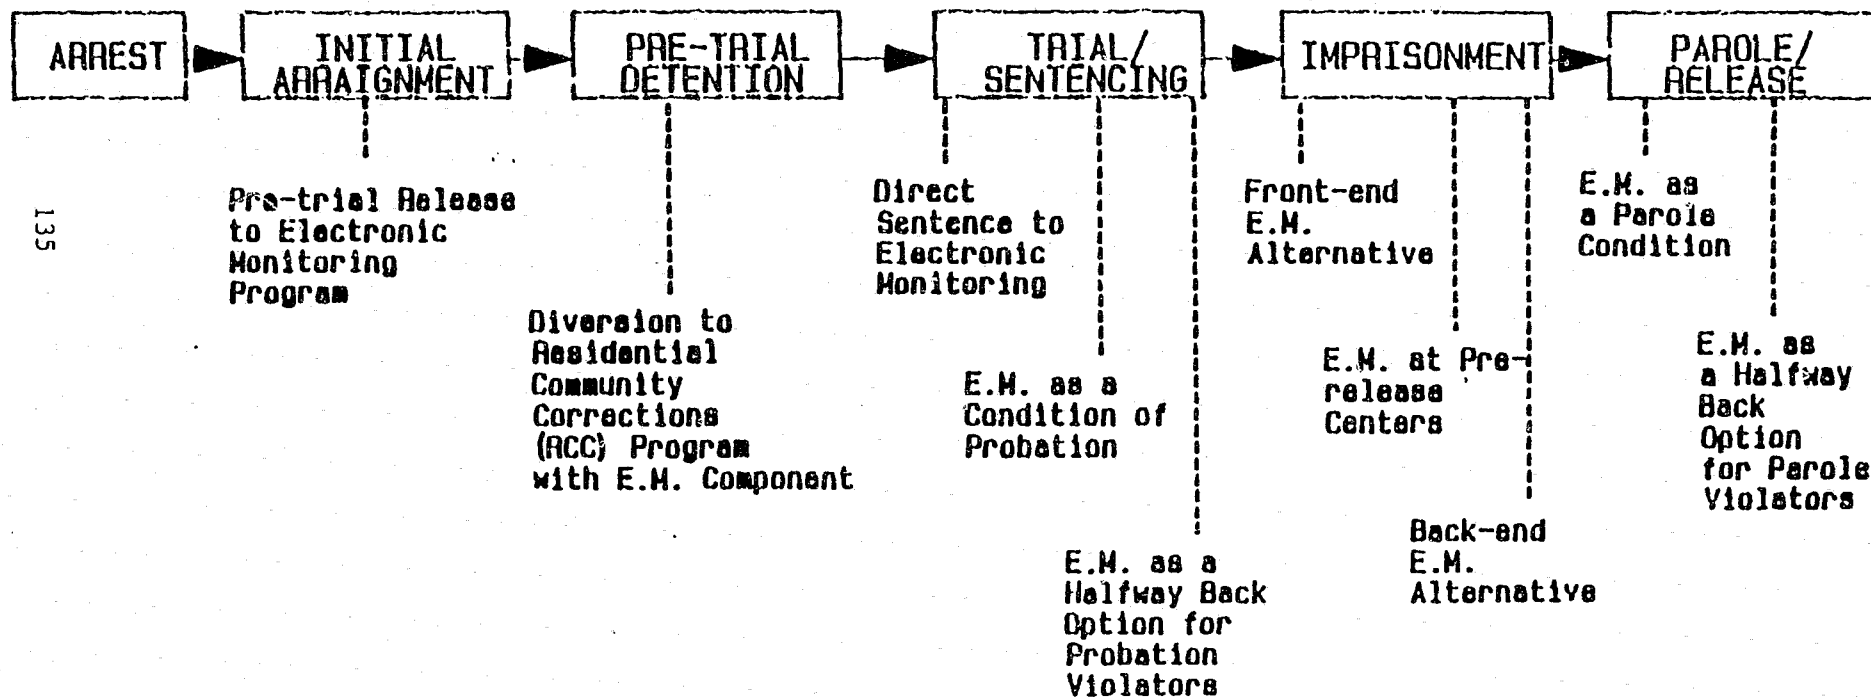 ARREST
INITIAL
ARRAIGNMENT
PRE-TRIAL
DETENTION
TRIAL/
SENTENCING
IMPRISONMENT
PAROLE/
RELEASE
Pre-trial Release
to Electronic
Monitoring
Program
Diversion to
Residential
Community
Corrections
(RCC) Program
with E.M. Component
Direct
Sentence to
Electronic
Monitoring
E.M. as a
Condition of
Probation
E.M. as a
Halfway Back
Option for
Probation
Violators
Front-end
E.M.
Alternative
E.M. at Pre-
release
Centers
Back-end
E.M.
Alternative
E.M. as
a Parole
Condition
E.M. as
a Halfway
Back
Option
for Parole
Violators
135